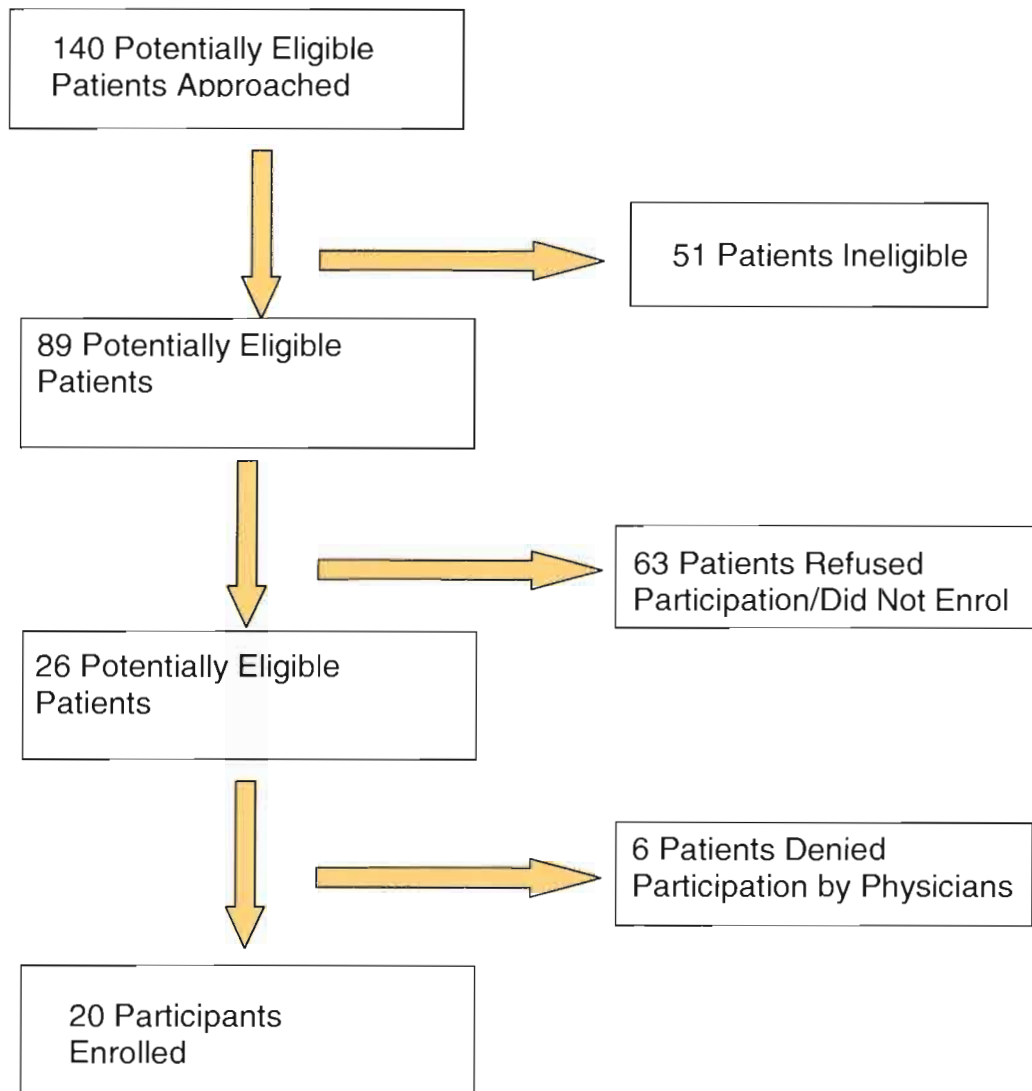 140 Potentially Eligible
Patients Approached
51 Patients Ineligible
89 Potentially Eligible
Patients
63 Patients Refused
Participation/Did Not Enrol
26 Potentially Eligible
Patients
6 Patients Denied
Participation by Physicians
20 Participants
Enrolled